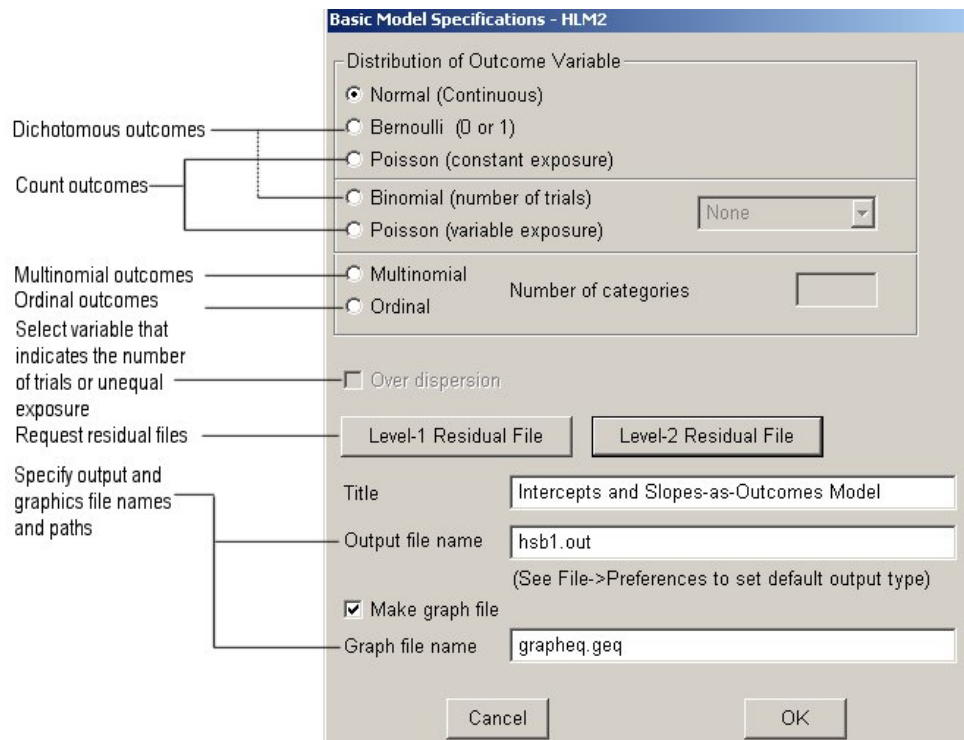 Basic Model Specifications - HLM2
Distribution of Outcome Variable
Normal (Continuous)
Dichotomous outcomes
Bernoulli (0 or 1)
Poisson (constant exposure)
Count outcomes
Binomial (number of trials)
None
Poisson (variable exposure)
Multinomial outcomes
Multinomial
Number of categories
Ordinal outcomes
Ordinal
Select variable that
indicates the number
of trials or unequal
exposure
Over dispersion
Request residual files
Level-1 Residual File
Level-2 Residual File
Specify output and
graphics file names
and paths
Title
Intercepts and Slopes-as-Outcomes Model
Output file name
hsb1.out
(See File->Preferences to set default output type)
Make graph file
Graph file name
grapheq.geq
Cancel
OK